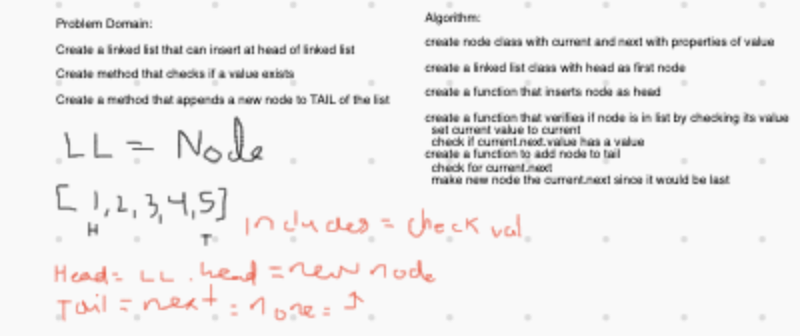 Problem Domain:
Create a linked list that can insert at head of linked list
Create method that checks if a value exists
Create a method that appends a new node to TAIL of the list
LL = Node
[ 1,2,3,4,5]
H
T
Includes = check val
Head= LL . head = new node
Tail = next = none =
Algorithm:
create node class with current and next with properties of value
create a linked list class with head as first node
create a function that inserts node as head
create a function that verifies if node is in list by checking its value
set current value to current
check if current.next.value has a value
create a function to add node to tail
check for current.next
make new node the current.next since it would be last